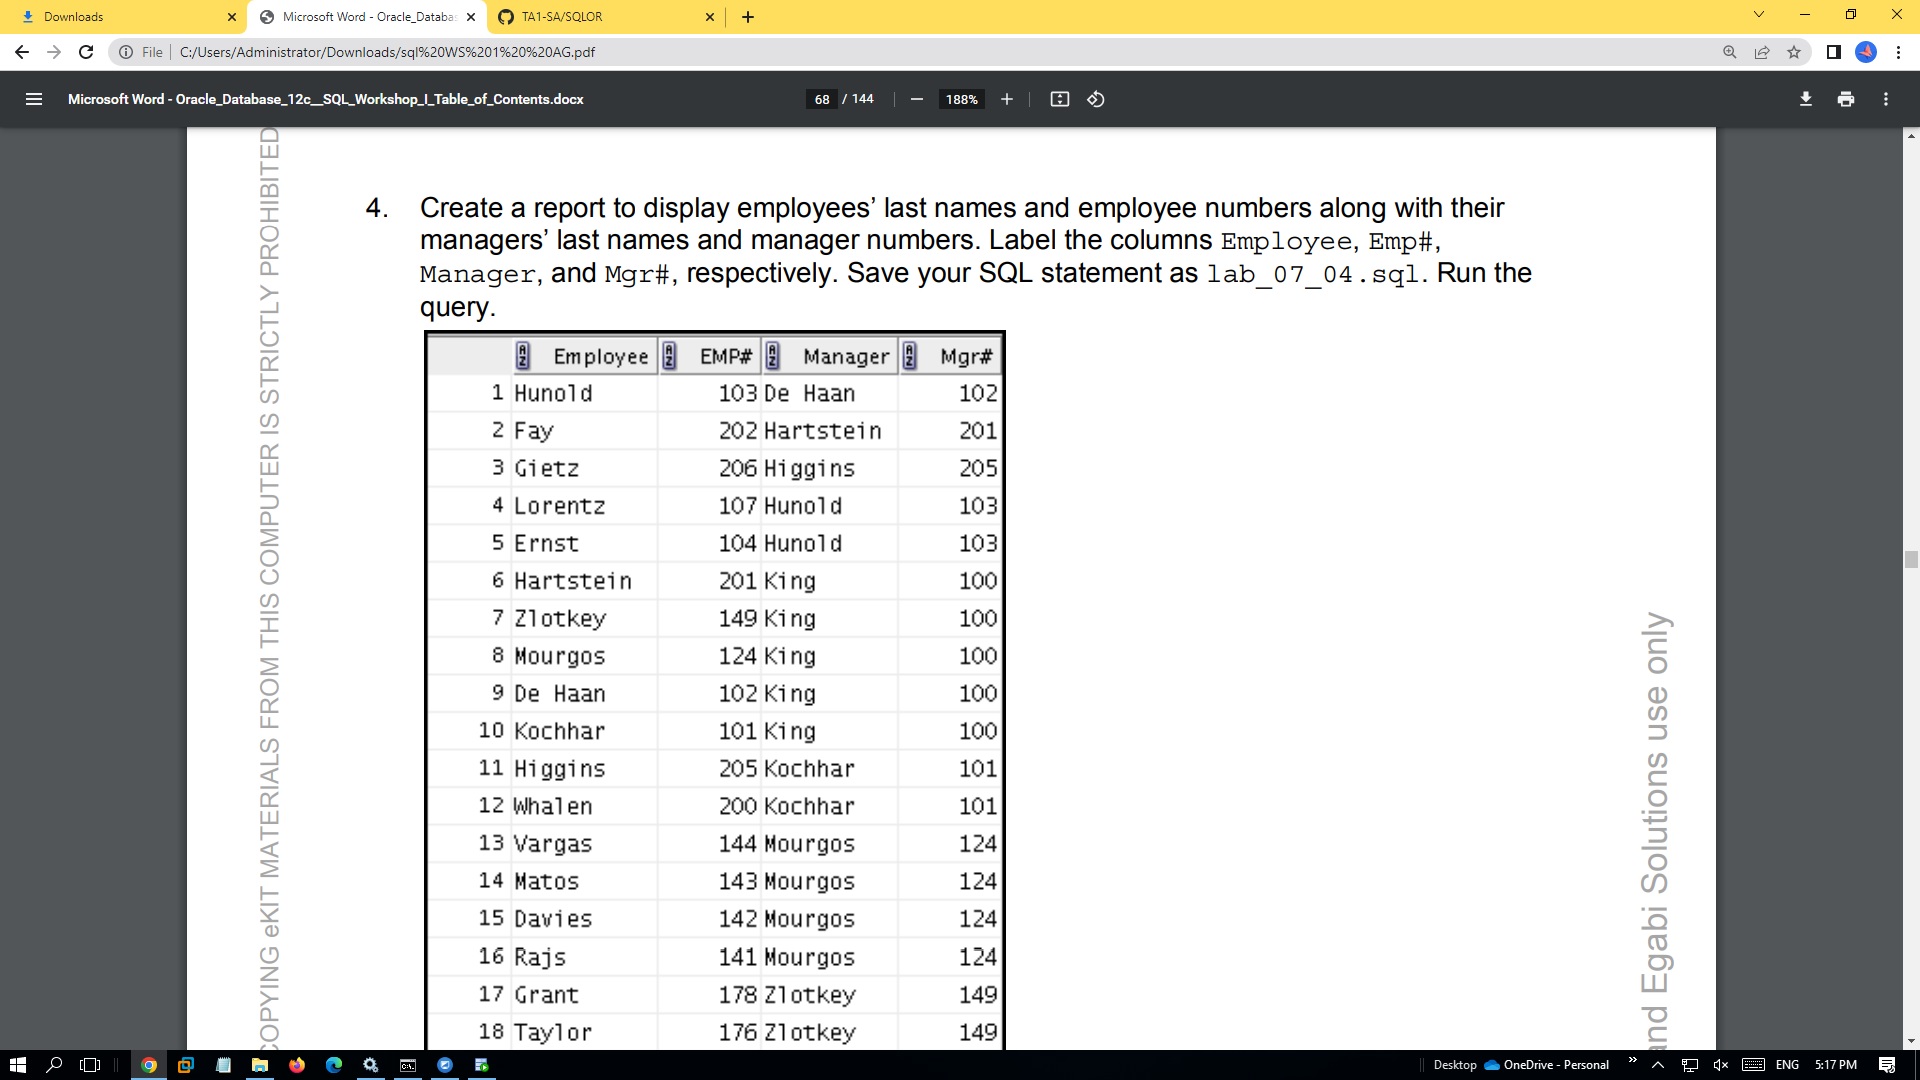 Downloads
Microsoft Word - Oracle_Databas
TA1-SA/SQLOR
File
C:/Users/Administrator/Downloads/sql%20WS%201%20%20AG.pdf
Microsoft Word - Oracle_Database_12c__SQL_Workshop_I_Table_of_Contents.docx
68 / 144
188%
COPYING eKIT MATERIALS FROM THIS COMPUTER IS STRICTLY PROHIBITED
4. Create a report to display employees' last names and employee numbers along with their
managers' last names and manager numbers. Label the columns Employee, Emp#,
Manager, and Mgr#, respectively. Save your SQL statement as lab_07_04.sql. Run the
query.
Employee EMP# Manager Mgr#
1 Hunold 103 De Haan 102
2 Fay 202 Hartstein 201
3 Gietz 206 Higgins 205
4 Lorentz 107 Hunold 103
5 Ernst 104 Hunold 103
6 Hartstein 201 King 100
7 Zlotkey 149 King 100
8 Mourgos 124 King 100
9 De Haan 102 King 100
10 Kochhar 101 King 100
11 Higgins 205 Kochhar 101
12 Whalen 200 Kochhar 101
13 Vargas 144 Mourgos 124
14 Matos 143 Mourgos 124
15 Davies 142 Mourgos 124
16 Rajs 141 Mourgos 124
17 Grant 178 Zlotkey 149
18 Taylor 176 Zlotkey 149
and Egabi Solutions use only
Desktop
OneDrive - Personal
ENG
5:17 PM